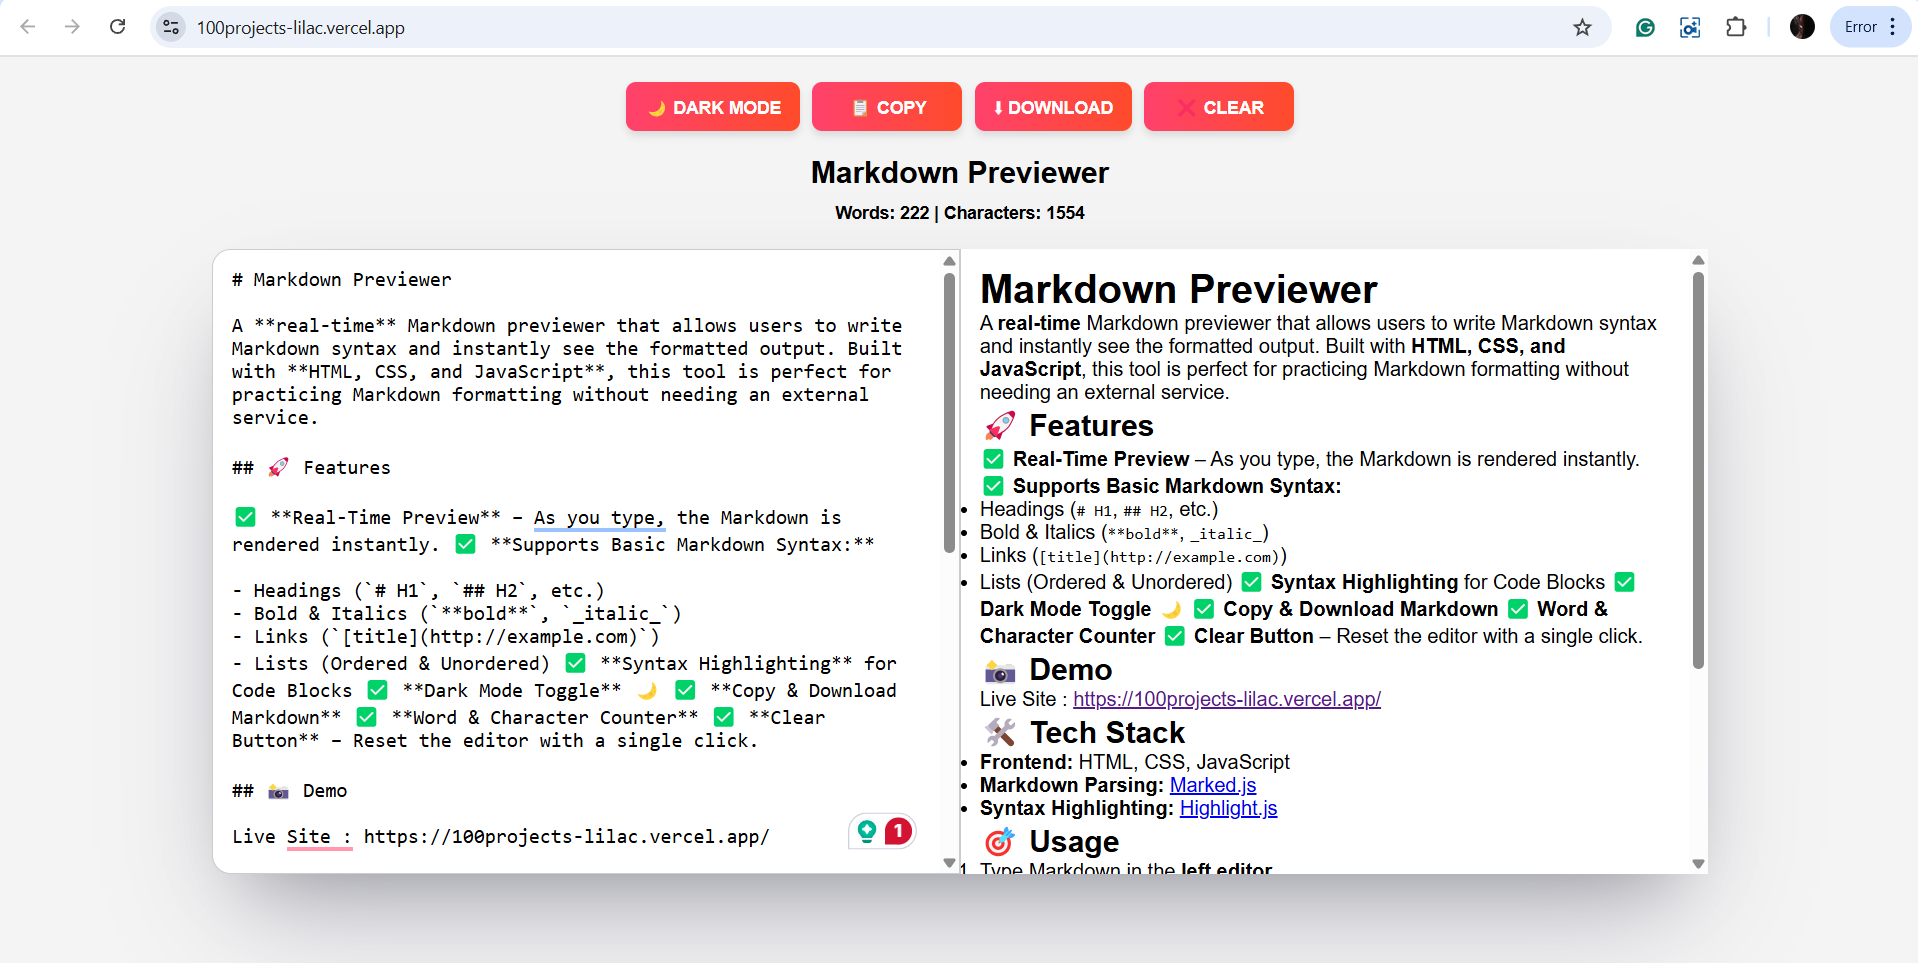 100projects-lilac.vercel.app
Error
🌙 DARK MODE
📋 COPY
⬇ DOWNLOAD
❌ CLEAR
Markdown Previewer
Words: 222 | Characters: 1554
# Markdown Previewer
A **real-time** Markdown previewer that allows users to write
Markdown syntax and instantly see the formatted output. Built
with **HTML, CSS, and JavaScript**, this tool is perfect for
practicing Markdown formatting without needing an external
service.
## 🚀 Features
✅ **Real-Time Preview** – As you type, the Markdown is
rendered instantly. ✅ **Supports Basic Markdown Syntax:**
- Headings (`# H1`, `## H2`, etc.)
- Bold & Italics (`**bold**`, `_italic_`)
- Links (`[title](http://example.com)`)
- Lists (Ordered & Unordered) ✅ **Syntax Highlighting** for
Code Blocks ✅ **Dark Mode Toggle** 🌙 ✅ **Copy & Download
Markdown** ✅ **Word & Character Counter** ✅ **Clear
Button** – Reset the editor with a single click.
## 📸 Demo
Live Site : https://100projects-lilac.vercel.app/
1
Markdown Previewer
A real-time Markdown previewer that allows users to write Markdown syntax
and instantly see the formatted output. Built with HTML, CSS, and
JavaScript, this tool is perfect for practicing Markdown formatting without
needing an external service.
🚀 Features
✅ Real-Time Preview – As you type, the Markdown is rendered instantly.
✅ Supports Basic Markdown Syntax:
• Headings (# H1, ## H2, etc.)
• Bold & Italics (**bold**, _italic_)
• Links ([title](http://example.com))
• Lists (Ordered & Unordered) ✅ Syntax Highlighting for Code Blocks ✅
Dark Mode Toggle 🌙 ✅ Copy & Download Markdown ✅ Word &
Character Counter ✅ Clear Button – Reset the editor with a single click.
📸 Demo
Live Site : https://100projects-lilac.vercel.app/
🛠 Tech Stack
• Frontend: HTML, CSS, JavaScript
• Markdown Parsing: Marked.js
• Syntax Highlighting: Highlight.js
🎯 Usage
1. Type Markdown in the left editor